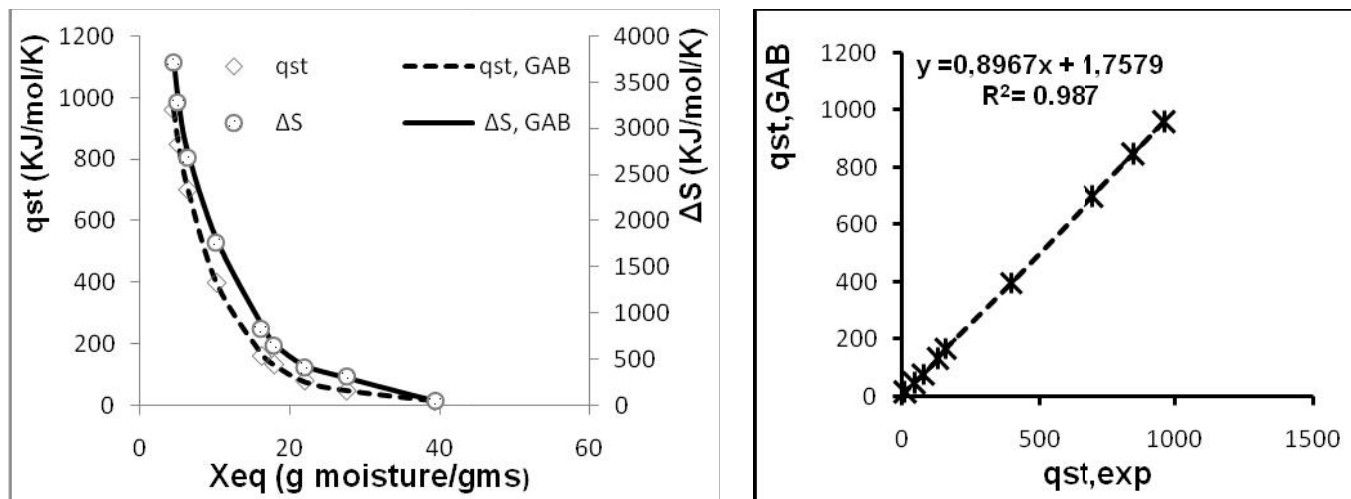 1200
1000
800
600
400
200
0
qst (KJ/mol/K)
qst
qst, GAB
ΔS
ΔS, GAB
4000
3500
3000
2500
2000
1500
1000
500
0
ΔS (KJ/mol/K)
0 20 40 60
Xeq (g moisture/gms)
1200
1000
800
600
400
200
0
qst,GAB
y =0,8967x + 1,7579
R²= 0.987
0 500 1000 1500
qst,exp